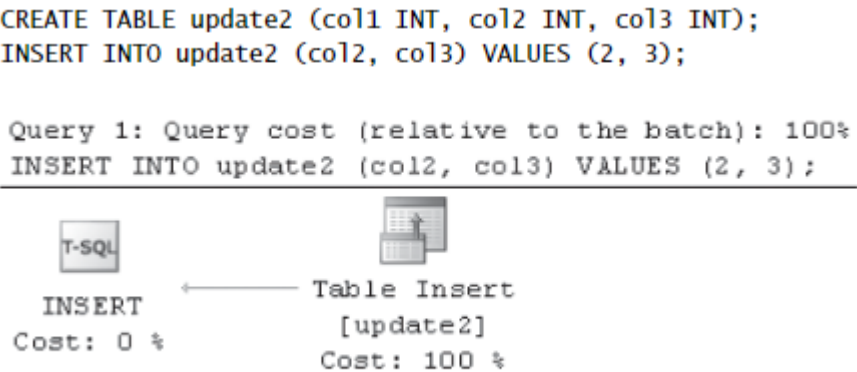 CREATE TABLE update2 (col1 INT, col2 INT, col3 INT);
INSERT INTO update2 (col2, col3) VALUES (2, 3);
Query 1: Query cost (relative to the batch): 100%
INSERT INTO update2 (col2, col3) VALUES (2, 3);
T-SQL
INSERT
Cost: 0 %
Table Insert
[update2]
Cost: 100 %